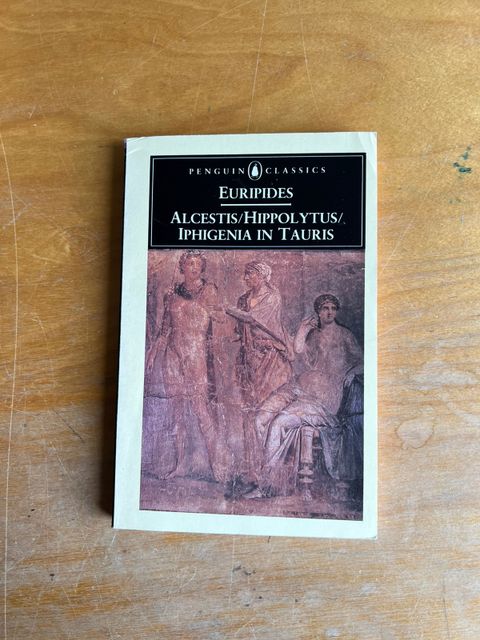 PENGUIN CLASSICS
EURIPIDES
ALCESTIS/HIPPOLYTUS/
IPHIGENIA IN TAURIS